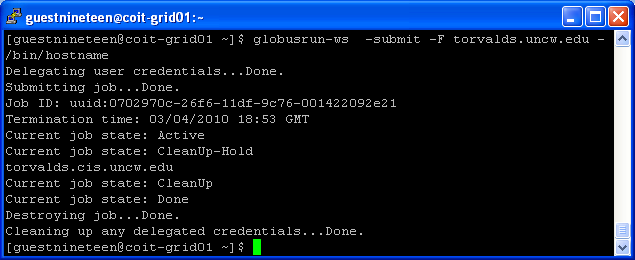 guestnineteen@coit-grid01:~
[guestnineteen@coit-grid01 ~]$ globusrun-ws  -submit -F torvalds.uncw.edu -
/bin/hostname
Delegating user credentials...Done.
Submitting job...Done.
Job ID: uuid:0702970c-26f6-11df-9c76-001422092e21
Termination time: 03/04/2010 18:53 GMT
Current job state: Active
Current job state: CleanUp-Hold
torvalds.cis.uncw.edu
Current job state: CleanUp
Current job state: Done
Destroying job...Done.
Cleaning up any delegated credentials...Done.
[guestnineteen@coit-grid01 ~]$